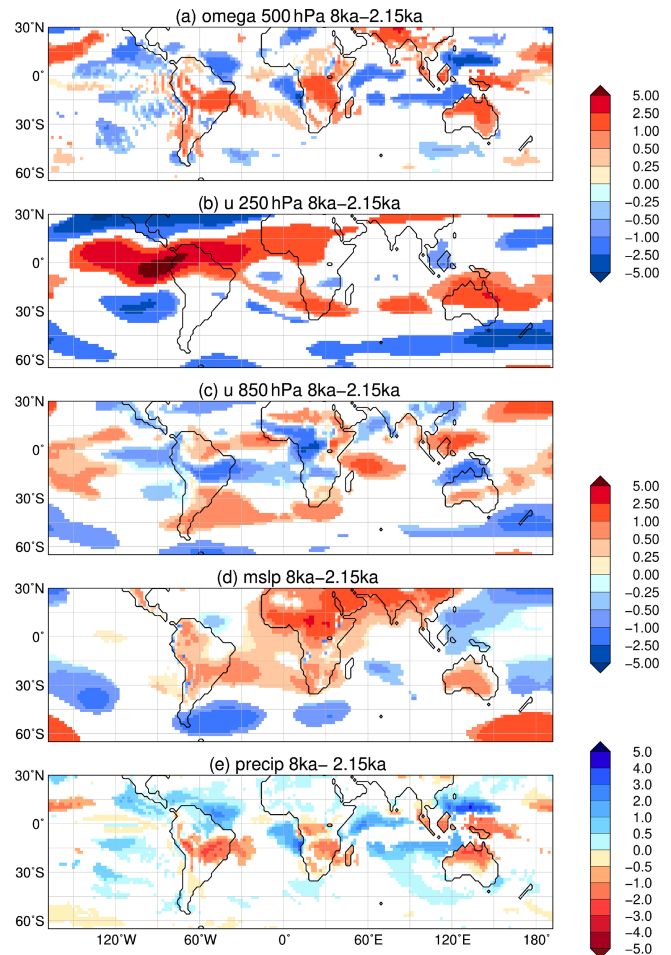 (a) omega 500 hPa 8ka−2.15ka
30˚N
0˚
30˚S
60˚S
5.00
2.50
1.00
0.50
0.25
0.00
−0.25
−0.50
−1.00
−2.50
−5.00
(b) u 250 hPa 8ka−2.15ka
30˚N
0˚
30˚S
60˚S
(c) u 850 hPa 8ka−2.15ka
30˚N
0˚
30˚S
60˚S
5.00
2.50
1.00
0.50
0.25
0.00
−0.25
−0.50
−1.00
−2.50
−5.00
(d) mslp 8ka−2.15ka
30˚N
0˚
30˚S
60˚S
(e) precip 8ka− 2.15ka
30˚N
0˚
30˚S
60˚S
5.0
4.0
3.0
2.0
1.0
0.5
0.0
−0.5
−1.0
−2.0
−3.0
−4.0
−5.0
120˚W 60˚W 0˚ 60˚E 120˚E 180˚